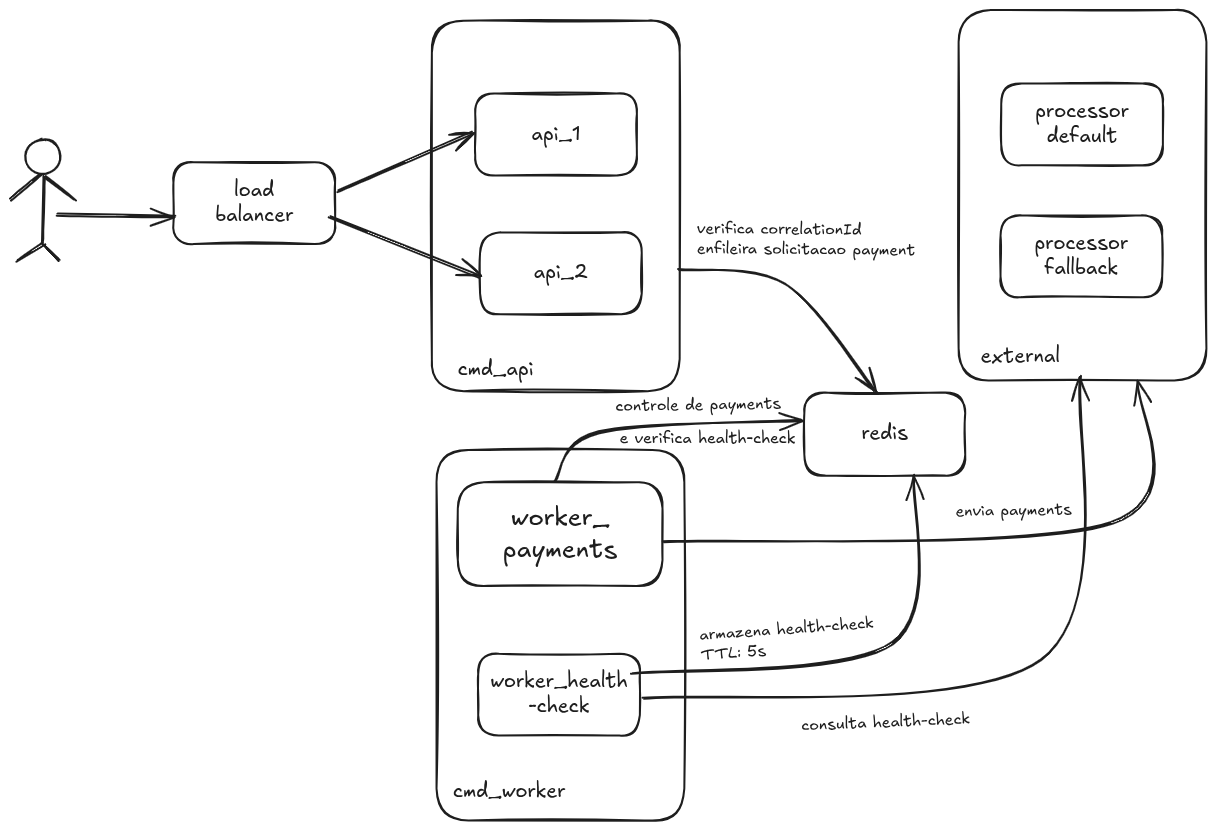 load
balancer
api_1
api_2
cmd_api
verifica correlationId
enfileira solicitacao payment
processor
default
processor
fallback
external
redis
controle de payments
e verifica health-check
worker_
payments
envia payments
armazena health-check
TTL: 5s
worker_health
-check
consulta health-check
cmd_worker